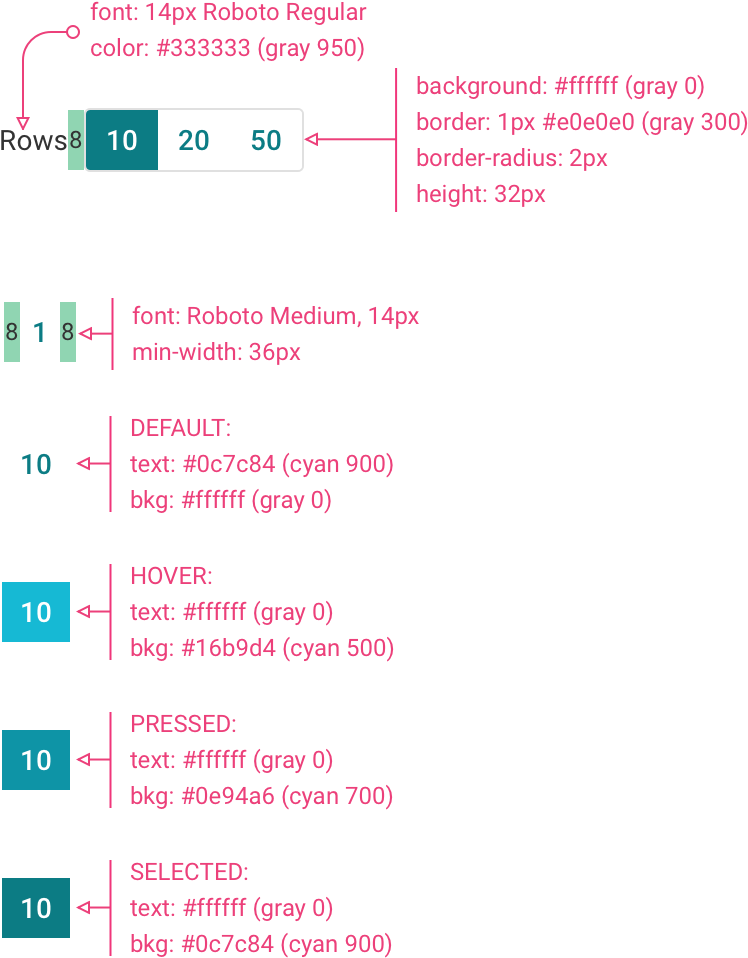 font: 14px Roboto Regular
color: #333333 (gray 950)
Rows 8 10 20 50
background: #ffffff (gray 0)
border: 1px #e0e0e0 (gray 300)
border-radius: 2px
height: 32px
8 1 8
font: Roboto Medium, 14px
min-width: 36px
10
DEFAULT:
text: #0c7c84 (cyan 900)
bkg: #ffffff (gray 0)
10
HOVER:
text: #ffffff (gray 0)
bkg: #16b9d4 (cyan 500)
10
PRESSED:
text: #ffffff (gray 0)
bkg: #0e94a6 (cyan 700)
10
SELECTED:
text: #ffffff (gray 0)
bkg: #0c7c84 (cyan 900)